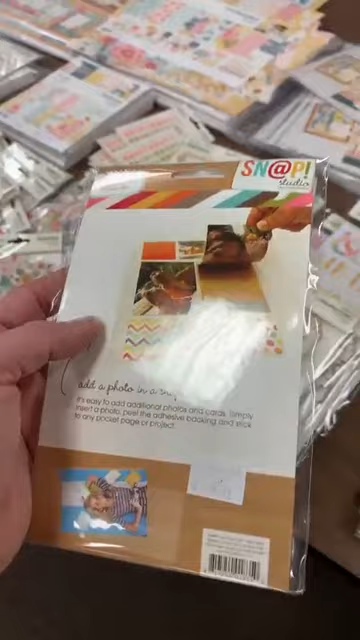 SN@P!
studio
add a photo in a
It's easy to add additional photos and cards. Simply
insert a photo, peel the adhesive backing and stick
to any pocket page or project.